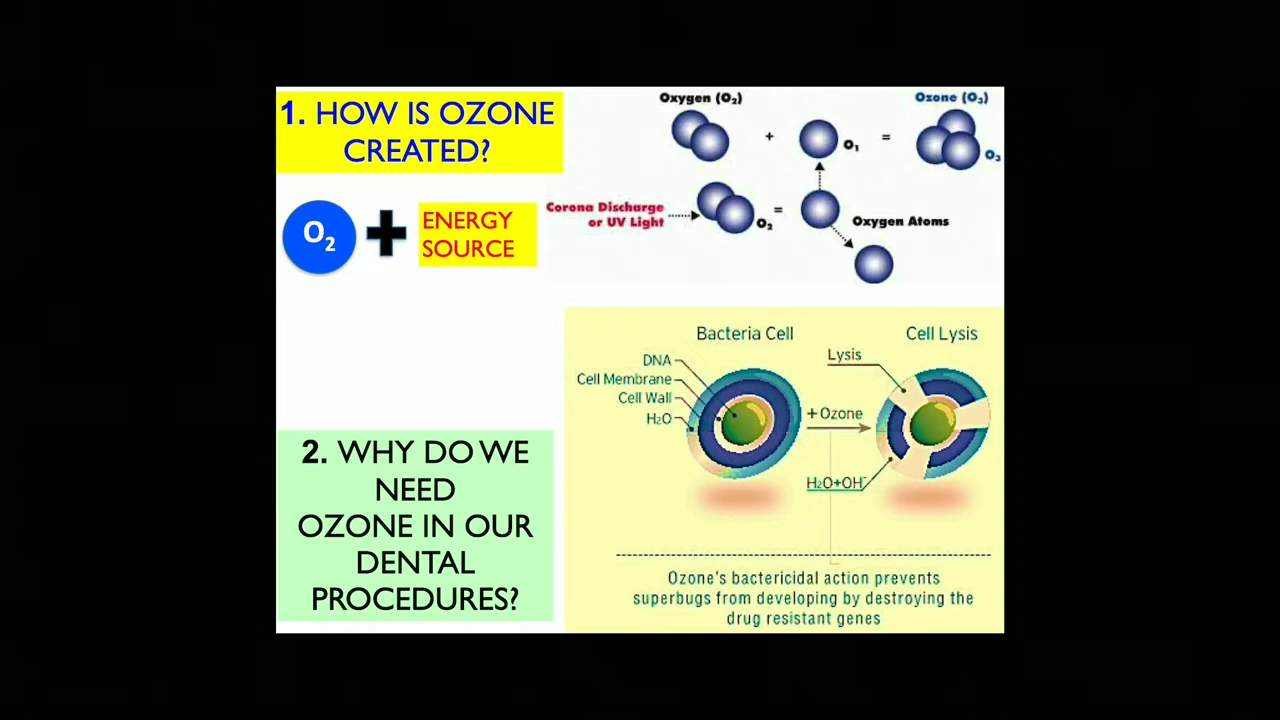 1. HOW IS OZONE
CREATED?
O2
ENERGY
SOURCE
Oxygen (O2)
+
O1
=
Ozone (O3)
O3
Corona Discharge
or UV Light
O2
=
Oxygen Atoms
2. WHY DO WE
NEED
OZONE IN OUR
DENTAL
PROCEDURES?
Bacteria Cell
Cell Lysis
DNA
Cell Membrane
Cell Wall
H2O
+ Ozone
Lysis
H2O+OH-
Ozone's bactericidal action prevents
superbugs from developing by destroying the
drug resistant genes